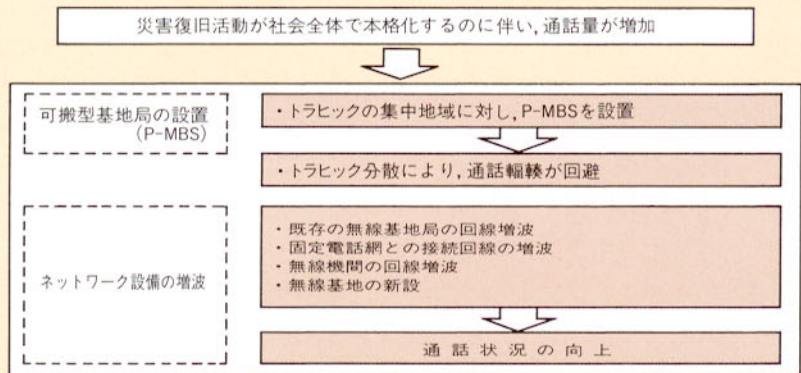 災害復旧活動が社会全体で本格化するのに伴い,通話量が増加
可搬型基地局の設置
(P-MBS)
・トラヒックの集中地域に対し,P-MBSを設置
・トラヒック分散により,通話輻輳が回避
ネットワーク設備の増波
・既存の無線基地局の回線増波
・固定電話網との接続回線の増波
・無線機間の回線増波
・無線基地の新設
通話状況の向上